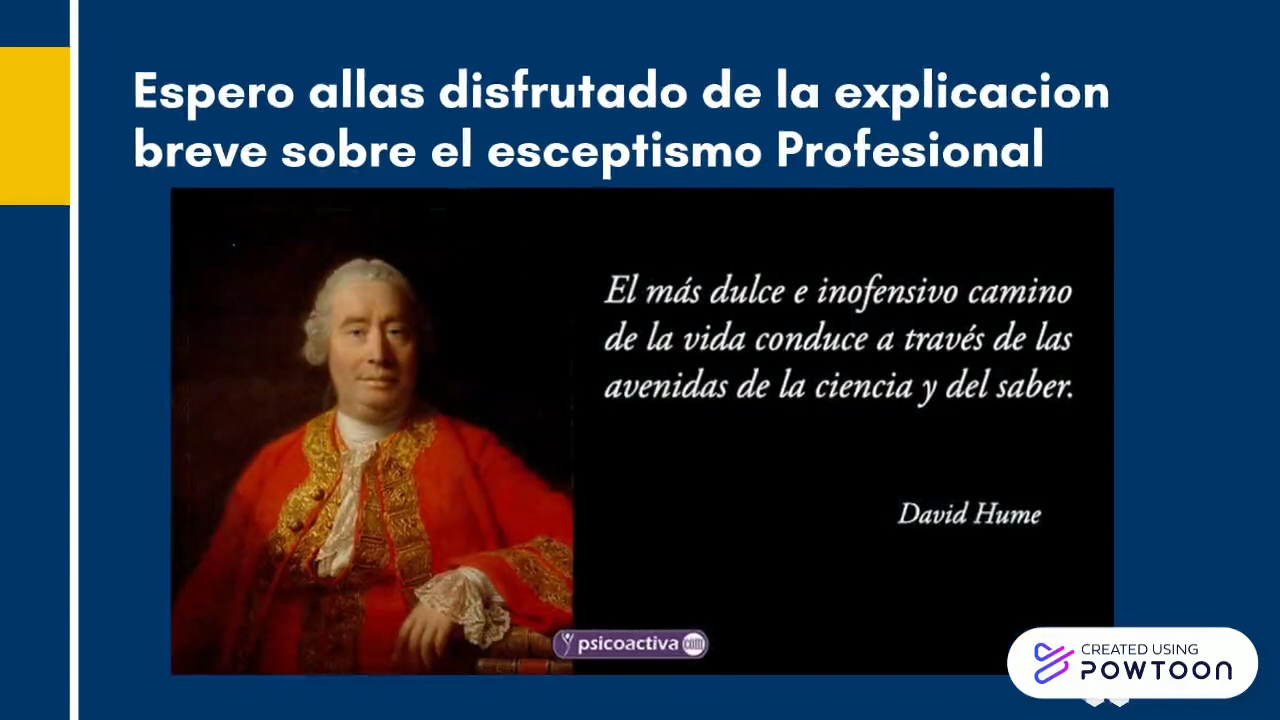 Espero allas disfrutado de la explicacion
breve sobre el esceptismo Profesional
El más dulce e inofensivo camino
de la vida conduce a través de las
avenidas de la ciencia y del saber.
David Hume
psicoactiva com
CREATED USING
POWTOON